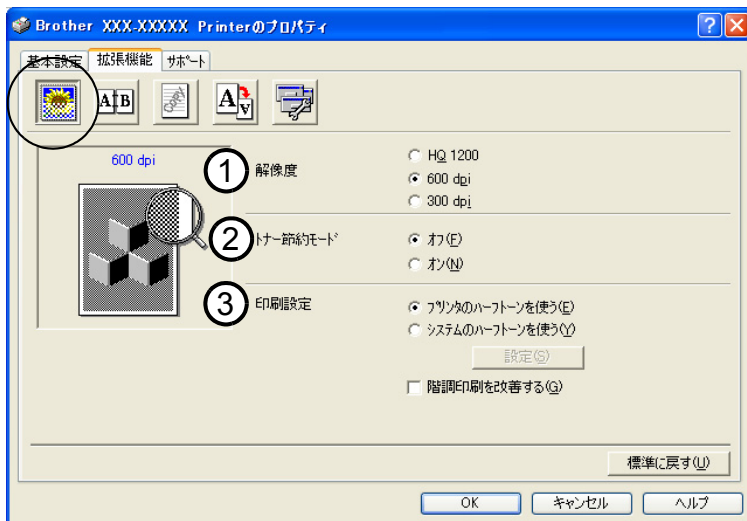 Brother XXX-XXXXX Printerのプロパティ
基本設定 拡張機能 サポート
A B Copy A A
600 dpi
① 解像度
HQ 1200
600 dpi
300 dpi
② トナー節約モード
オフ(F)
オン(N)
③ 印刷設定
プリンタのハーフトーンを使う(E)
システムのハーフトーンを使う(Y)
設定(S)
階調印刷を改善する(G)
標準に戻す(U)
OK キャンセル ヘルプ